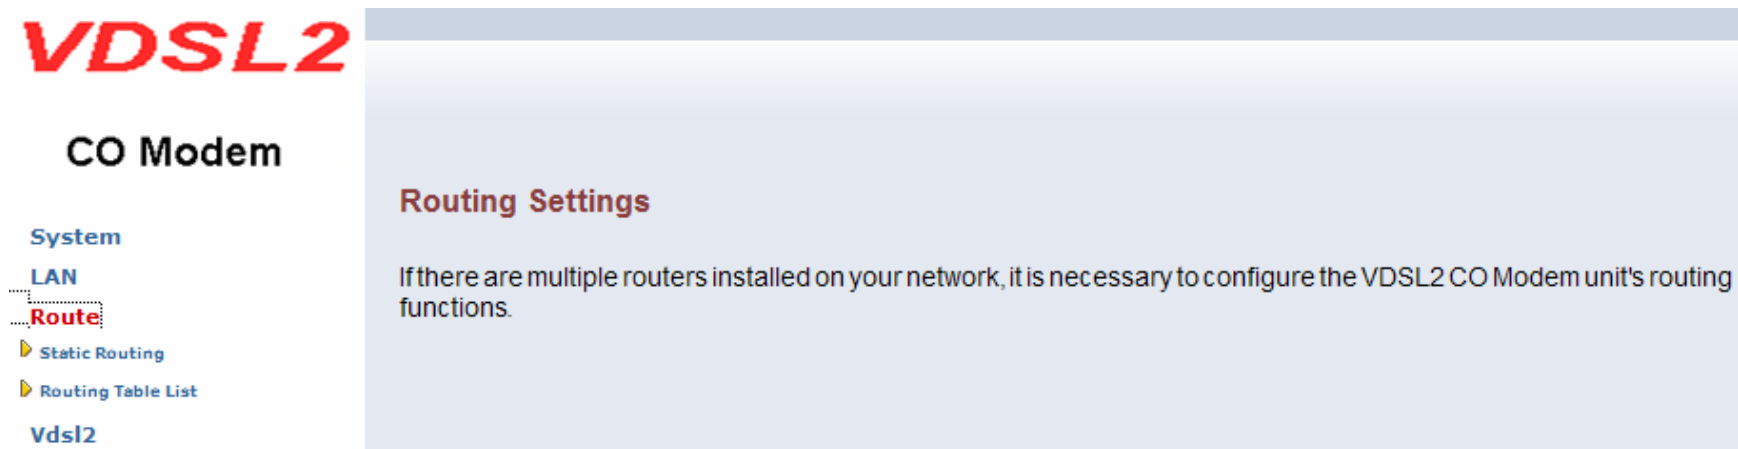 VDSL2
CO Modem
System
LAN
Route
Static Routing
Routing Table List
Vdsl2
Routing Settings
If there are multiple routers installed on your network, it is necessary to configure the VDSL2 CO Modem unit's routing
functions.